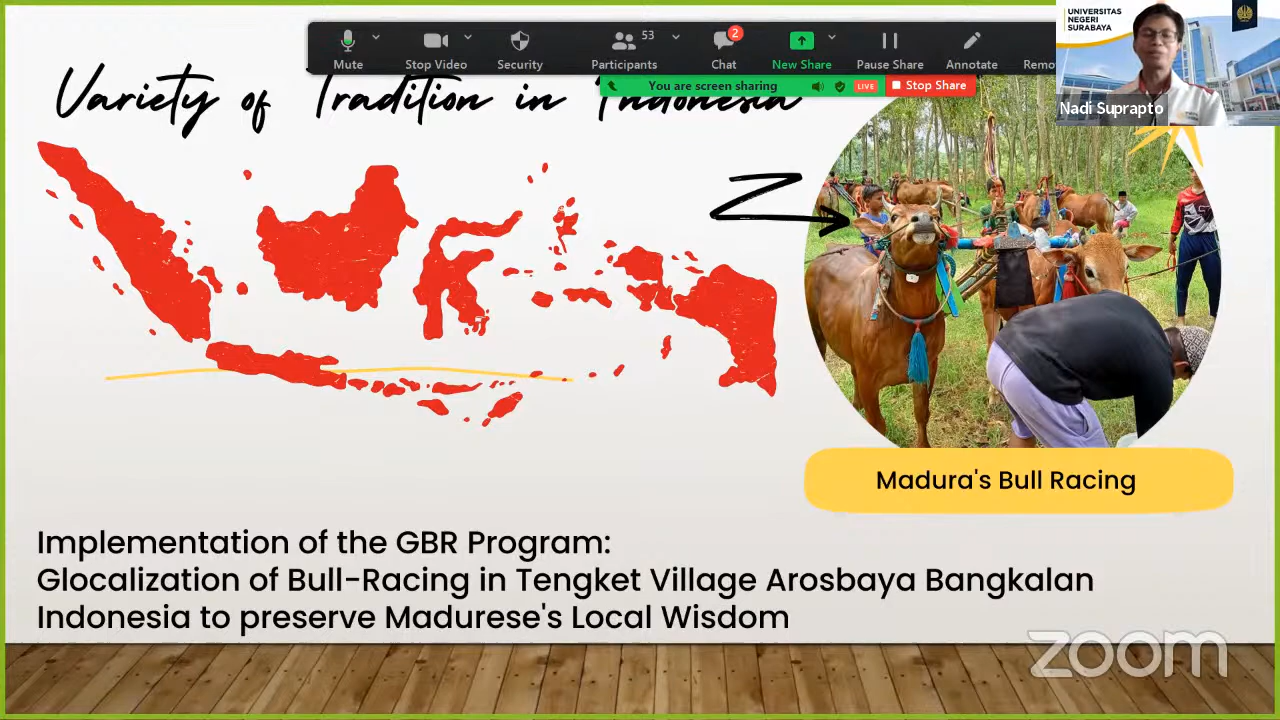 Mute
Stop Video
Security
53
Participants
2
Chat
New Share
Pause Share
Annotate
Remo
You are screen sharing
LIVE
Stop Share
UNIVERSITAS
NEGERI
SURABAYA
Nadi Suprapto
Variety of Tradition in Indonesia
Madura's Bull Racing
Implementation of the GBR Program:
Glocalization of Bull-Racing in Tengket Village Arosbaya Bangkalan
Indonesia to preserve Madurese's Local Wisdom
zoom